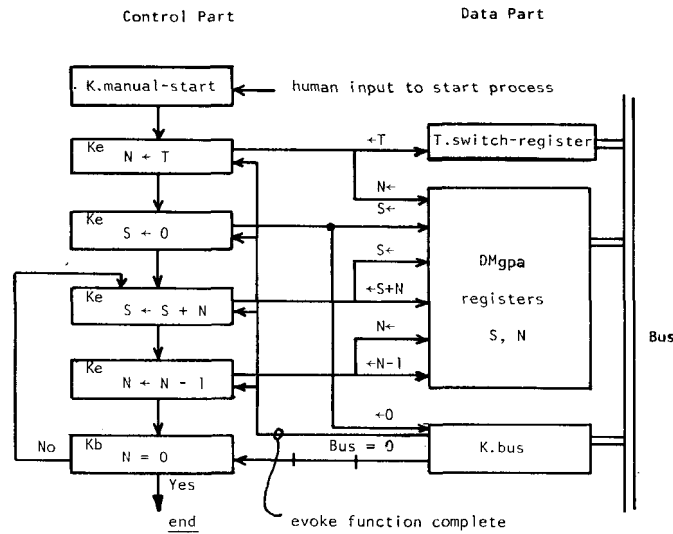 Control Part
Data Part
K.manual-start
human input to start process
Ke
N ← T
←T
T.switch-register
N←
S←
Ke
S ← 0
DMgpa
registers
S, N
S←
←S+N
Ke
S ← S + N
N←
←N-1
Ke
N ← N - 1
Bus
←0
K.bus
No
Kb
N = 0
Bus = 0
Yes
end
evoke function complete